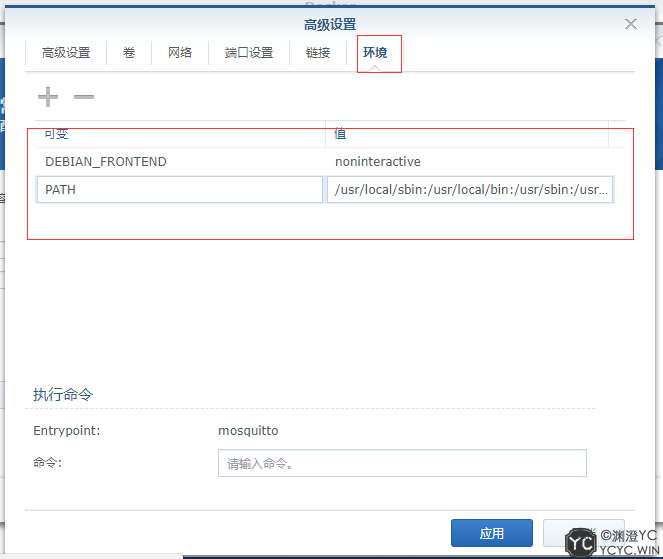 高级设置
高级设置 卷 网络 端口设置 链接 环境
可变 值
DEBIAN_FRONTEND noninteractive
PATH /usr/local/sbin:/usr/local/bin:/usr/sbin:/usr...
执行命令
Entrypoint: mosquitto
命令: 请输入命令。
应用
YC ©渊澄YC
YCYC.WIN